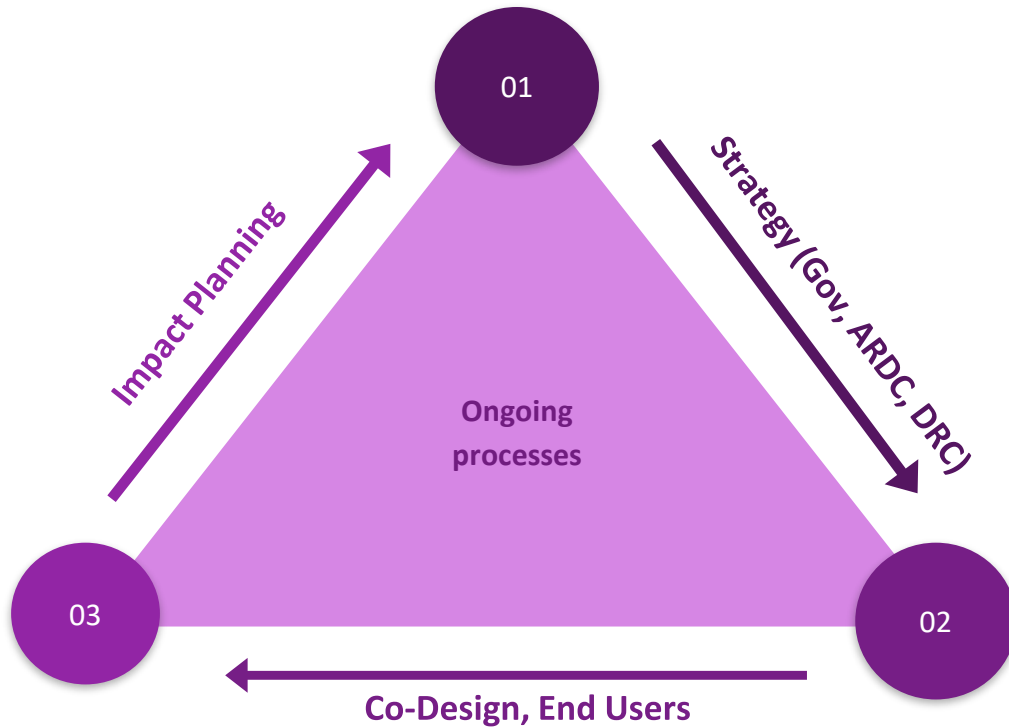 01
Strategy (Gov, ARDC, DRC)
Impact Planning
Ongoing
processes
03
02
Co-Design, End Users